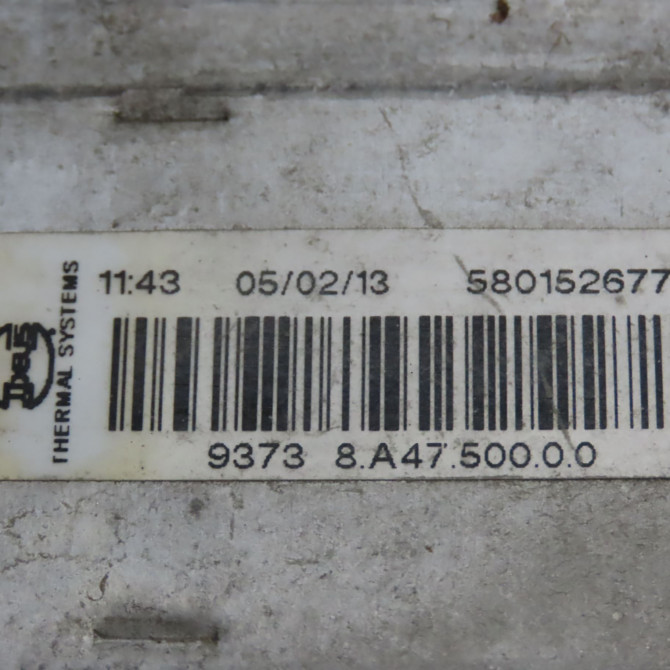 11:43 05/02/13 580152677
THERMAL SYSTEMS
9373 8.A47.500.0.0